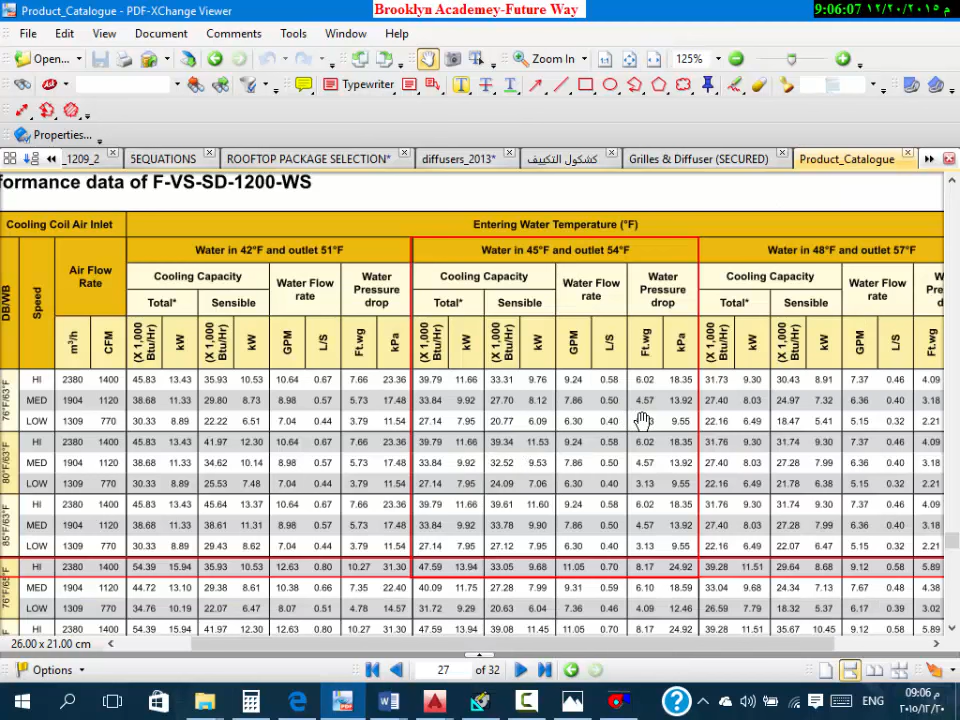 Product_Catalogue - PDF-XChange Viewer
Brooklyn Academey-Future Way
9:06:07 م ١٢/٢٠/٢٠١٥
File Edit View Document Comments Tools Window Help
Open... Zoom In 125%
Typewriter
Properties...
_1209_2 5EQUATIONS ROOFTOP PACKAGE SELECTION* diffusers_2013* كشكول التكييف Grilles & Diffuser (SECURED) Product_Catalogue
formance data of F-VS-SD-1200-WS
Cooling Coil Air Inlet Entering Water Temperature (°F)
Water in 42°F and outlet 51°F Water in 45°F and outlet 54°F Water in 48°F and outlet 57°F
DB/WB Speed Air Flow Rate Cooling Capacity Water Flow rate Water Pressure drop Cooling Capacity Water Flow rate Water Pressure drop Cooling Capacity Water Flow rate
Total* Sensible Total* Sensible Total* Sensible
m³/h CFM (X 1,000 Btu/Hr) kW (X 1,000 Btu/Hr) kW GPM L/S Ft.wg kPa (X 1,000 Btu/Hr) kW (X 1,000 Btu/Hr) kW GPM L/S Ft.wg kPa (X 1,000 Btu/Hr) kW (X 1,000 Btu/Hr) kW GPM L/S Ft.wg
76°F/63°F
HI 2380 1400 45.83 13.43 35.93 10.53 10.64 0.67 7.66 23.36 39.79 11.66 33.31 9.76 9.24 0.58 6.02 18.35 31.73 9.30 30.43 8.91 7.37 0.46 4.09
MED 1904 1120 38.68 11.33 29.80 8.73 8.98 0.57 5.73 17.48 33.84 9.92 27.70 8.12 7.86 0.50 4.57 13.92 27.40 8.03 24.97 7.32 6.36 0.40 3.18
LOW 1309 770 30.33 8.89 22.22 6.51 7.04 0.44 3.79 11.54 27.14 7.95 20.77 6.09 6.30 0.40 9.55 22.16 6.49 18.47 5.41 5.15 0.32 2.21
80°F/63°F
HI 2380 1400 45.83 13.43 41.97 12.30 10.64 0.67 7.66 23.36 39.79 11.66 39.34 11.53 9.24 0.58 6.02 18.35 31.76 9.31 31.74 9.30 7.37 0.46 4.09
MED 1904 1120 38.68 11.33 34.62 10.14 8.98 0.57 5.73 17.48 33.84 9.92 32.52 9.53 7.86 0.50 4.57 13.92 27.40 8.03 27.28 7.99 6.36 0.40 3.18
LOW 1309 770 30.33 8.89 25.53 7.48 7.04 0.44 3.79 11.54 27.14 7.95 24.09 7.06 6.30 0.40 3.13 9.55 22.16 6.49 21.78 6.38 5.15 0.32 2.21
85°F/63°F
HI 2380 1400 45.83 13.43 45.64 13.37 10.64 0.67 7.66 23.36 39.79 11.66 39.61 11.60 9.24 0.58 6.02 18.35 31.76 9.31 31.74 9.30 7.37 0.46 4.09
MED 1904 1120 38.68 11.33 38.61 11.31 8.98 0.57 5.73 17.48 33.84 9.92 33.78 9.90 7.86 0.50 4.57 13.92 27.40 8.03 27.28 7.99 6.36 0.40 3.18
LOW 1309 770 30.33 8.89 29.43 8.62 7.04 0.44 3.79 11.54 27.14 7.95 27.12 7.95 6.30 0.40 3.13 9.55 22.16 6.49 22.07 6.47 5.15 0.32 2.21
76°F/65°F
HI 2380 1400 54.39 15.94 35.93 10.53 12.63 0.80 10.27 31.30 47.59 13.94 33.05 9.68 11.05 0.70 8.17 24.92 39.28 11.51 29.64 8.68 9.12 0.58 5.89
MED 1904 1120 44.72 13.10 29.38 8.61 10.38 0.66 7.35 22.40 40.09 11.75 27.28 7.99 9.31 0.59 6.10 18.59 33.04 9.68 24.34 7.13 7.67 0.48 4.38
LOW 1309 770 34.76 10.19 22.07 6.47 8.07 0.51 4.78 14.57 31.72 9.29 20.63 6.04 7.36 0.46 4.09 12.46 26.59 7.79 18.32 5.37 6.17 0.39 3.02
HI 2380 1400 54.39 15.94 41.97 12.30 12.63 0.80 10.27 31.30 47.59 13.94 39.08 11.45 11.05 0.70 8.17 24.92 39.28 11.51 35.67 10.45 9.12 0.58 5.89
26.00 x 21.00 cm
Options 27 of 32
ENG 09:06 م
٢٠١٥/١٢/٢٠